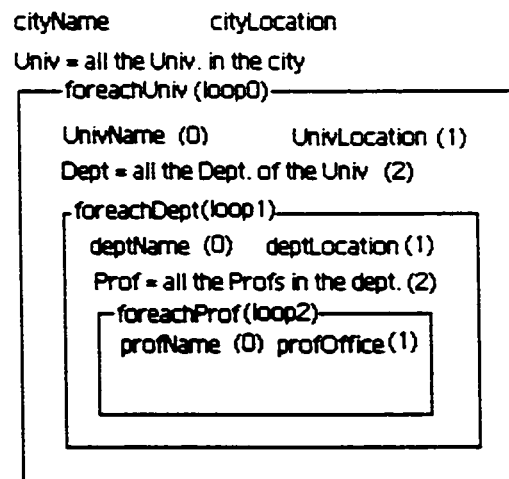 cityName cityLocation
Univ = all the Univ. in the city
foreachUniv (loop0)
UnivName (0) UnivLocation (1)
Dept = all the Dept. of the Univ (2)
foreachDept(loop1)
deptName (0) deptLocation (1)
Prof = all the Profs in the dept. (2)
foreachProf(loop2)
profName (0) profOffice (1)